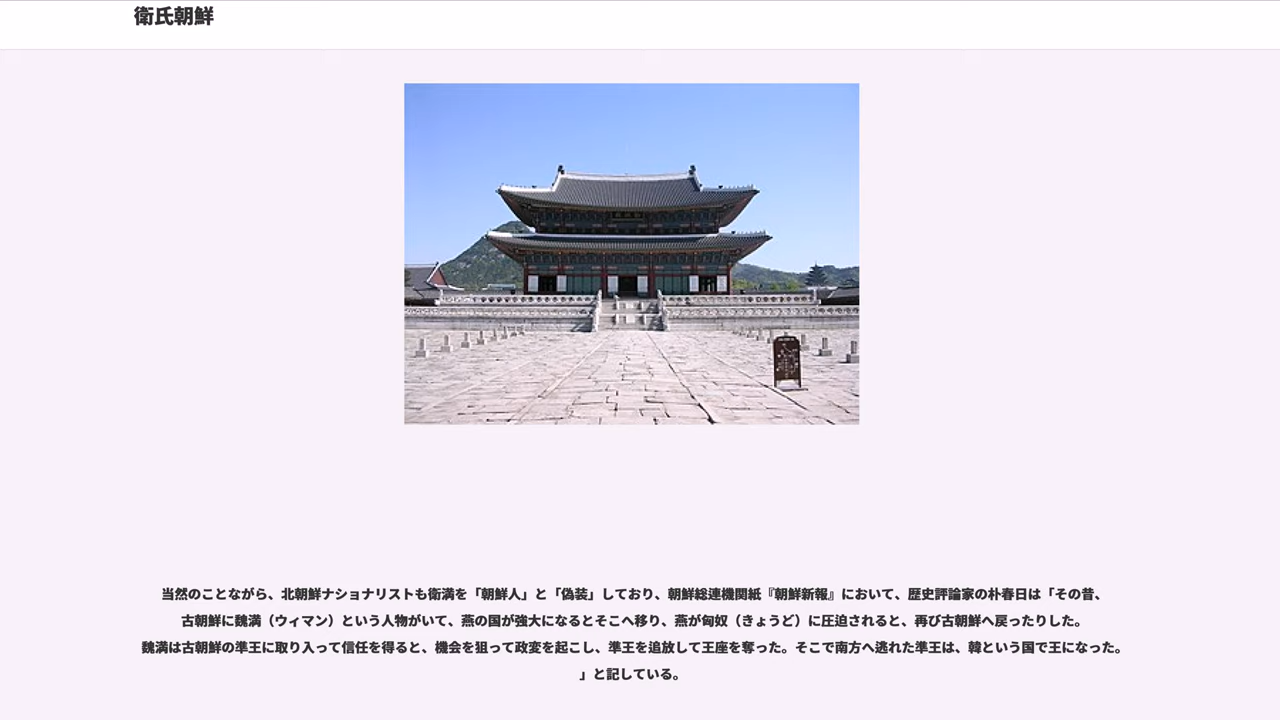 衛氏朝鮮
当然のことながら、北朝鮮ナショナリストも衛満を「朝鮮人」と「偽装」しており、朝鮮総連機関紙『朝鮮新報』において、歴史評論家の朴春日は「その昔、
古朝鮮に魏満（ウィマン）という人物がいて、燕の国が強大になるとそこへ移り、燕が匈奴（きょうど）に圧迫されると、再び古朝鮮へ戻ったりした。
魏満は古朝鮮の準王に取り入って信任を得ると、機会を狙って政変を起こし、準王を追放して王座を奪った。そこで南方へ逃れた準王は、韓という国で王になった。
」と記している。